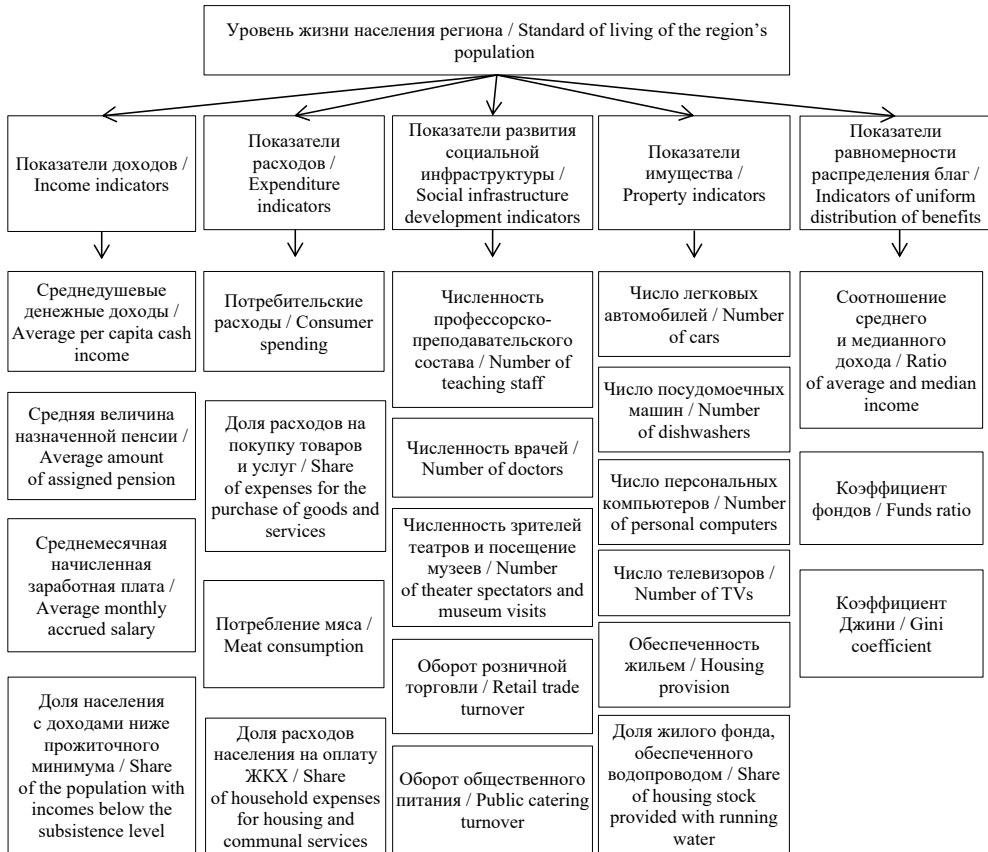 Уровень жизни населения региона / Standard of living of the region’s
population
Показатели доходов /
Income indicators
Показатели
расходов /
Expenditure
indicators
Показатели развития
социальной
инфраструктуры /
Social infrastructure
development indicators
Показатели
имущества /
Property indicators
Показатели
равномерности
распределения благ /
Indicators of uniform
distribution of benefits
Среднедушевые
денежные доходы /
Average per capita cash
income
Средняя величина
назначенной пенсии /
Average amount
of assigned pension
Среднемесячная
начисленная
заработная плата /
Average monthly
accrued salary
Доля населения
с доходами ниже
прожиточного
минимума / Share
of the population with
incomes below the
subsistence level
Потребительские
расходы / Consumer
spending
Доля расходов на
покупку товаров
и услуг / Share
of expenses for the
purchase of goods and
services
Потребление мяса /
Meat consumption
Доля расходов
населения на оплату
ЖКХ / Share
of household expenses
for housing and
communal services
Численность
профессорско-
преподавательского
состава / Number of
teaching staff
Численность врачей /
Number of doctors
Численность зрителей
театров и посещение
музеев / Number
of theater spectators and
museum visits
Оборот розничной
торговли / Retail trade
turnover
Оборот общественного
питания / Public catering
turnover
Число легковых
автомобилей / Number
of cars
Число посудомоечных
машин / Number
of dishwashers
Число персональных
компьютеров / Number
of personal computers
Число телевизоров /
Number of TVs
Обеспеченность
жильем / Housing
provision
Доля жилого фонда,
обеспеченного
водопроводом / Share
of housing stock
provided with running
water
Соотношение
среднего
и медианного
дохода / Ratio
of average and median
income
Коэффициент
фондов / Funds ratio
Коэффициент
Джини / Gini
coefficient